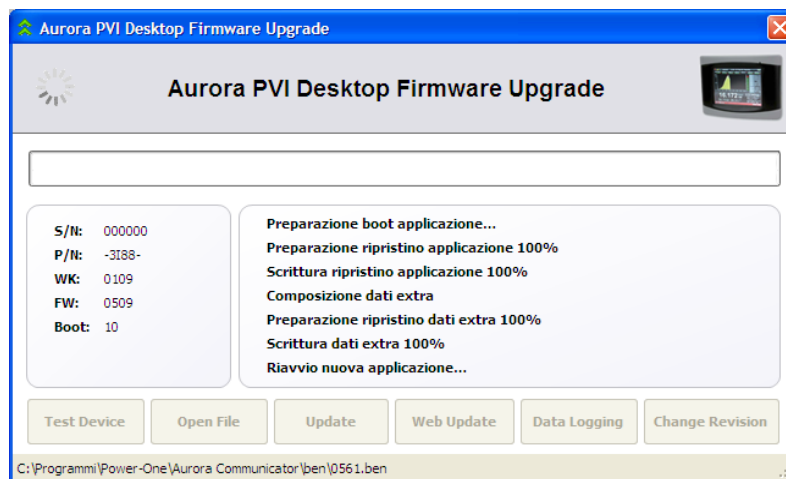 Aurora PVI Desktop Firmware Upgrade
Aurora PVI Desktop Firmware Upgrade
S/N: 000000
P/N: -3I88-
WK: 0109
FW: 0509
Boot: 10
Preparazione boot applicazione...
Preparazione ripristino applicazione 100%
Scrittura ripristino applicazione 100%
Composizione dati extra
Preparazione ripristino dati extra 100%
Scrittura dati extra 100%
Riavvio nuova applicazione...
Test Device
Open File
Update
Web Update
Data Logging
Change Revision
C:\Programmi\Power-One\Aurora Communicator\ben\0561.ben